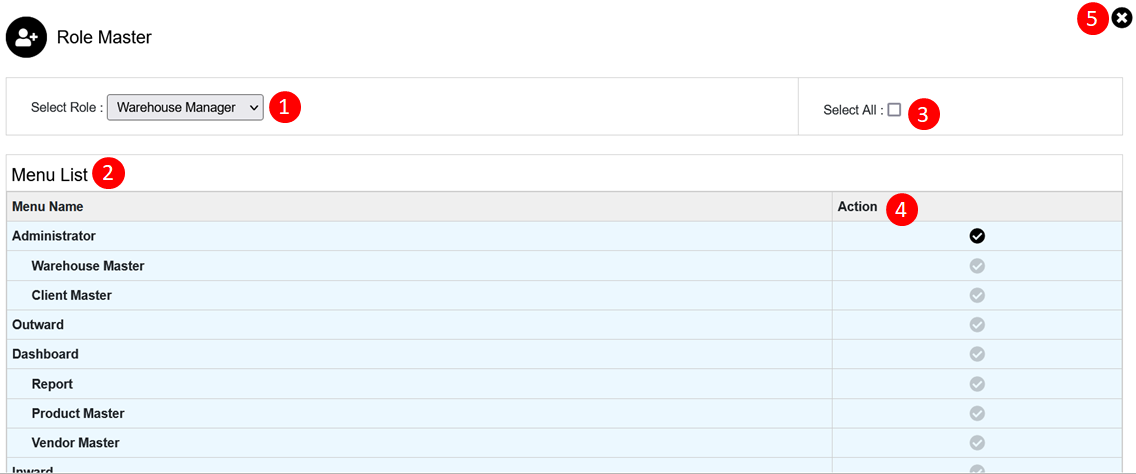 5
Role Master
Select Role : Warehouse Manager 1
Select All : 3
Menu List 2
Menu Name
Action 4
Administrator
Warehouse Master
Client Master
Outward
Dashboard
Report
Product Master
Vendor Master
Inward